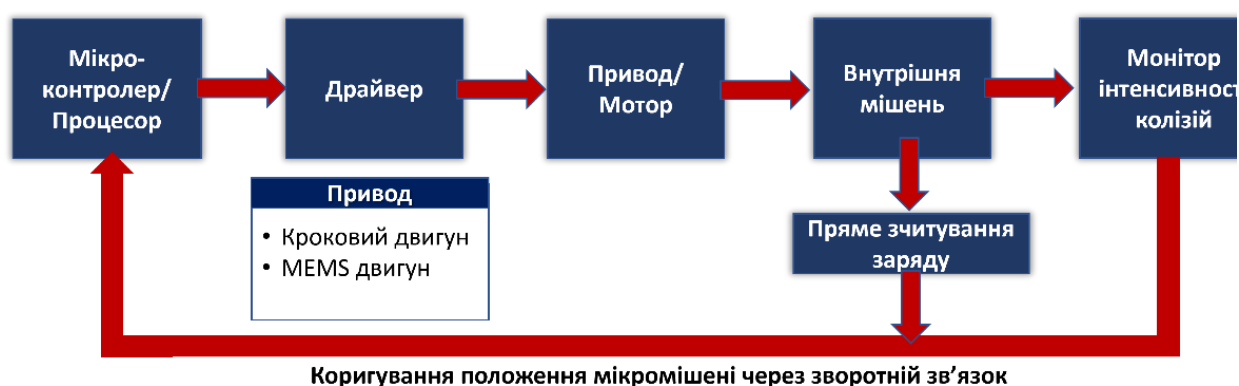 Мікро-
контролер/
Процесор
Драйвер
Привод/
Мотор
Внутрішня
мішень
Монітор
інтенсивност
колізій
Привод
• Кроковий двигун
• MEMS двигун
Пряме зчитування
заряду
Коригування положення мікромішені через зворотній зв’язок